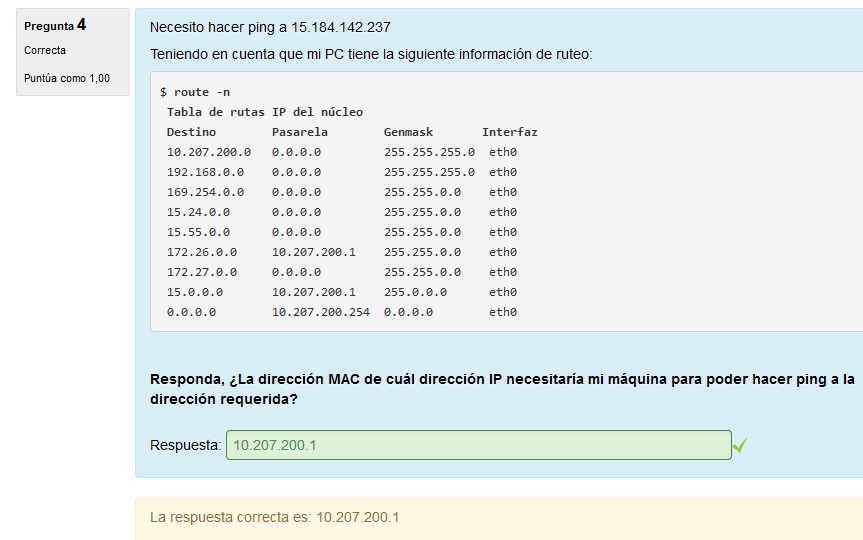 Pregunta 4
Correcta
Puntúa como 1,00
Necesito hacer ping a 15.184.142.237
Teniendo en cuenta que mi PC tiene la siguiente información de ruteo:
$ route -n
Tabla de rutas IP del núcleo
Destino Pasarela Genmask Interfaz
10.207.200.0 0.0.0.0 255.255.255.0 eth0
192.168.0.0 0.0.0.0 255.255.255.0 eth0
169.254.0.0 0.0.0.0 255.255.0.0 eth0
15.24.0.0 0.0.0.0 255.255.0.0 eth0
15.55.0.0 0.0.0.0 255.255.0.0 eth0
172.26.0.0 10.207.200.1 255.255.0.0 eth0
172.27.0.0 0.0.0.0 255.255.0.0 eth0
15.0.0.0 10.207.200.1 255.0.0.0 eth0
0.0.0.0 10.207.200.254 0.0.0.0 eth0
Responda, ¿La dirección MAC de cuál dirección IP necesitaría mi máquina para poder hacer ping a la
dirección requerida?
Respuesta: 10.207.200.1
La respuesta correcta es: 10.207.200.1